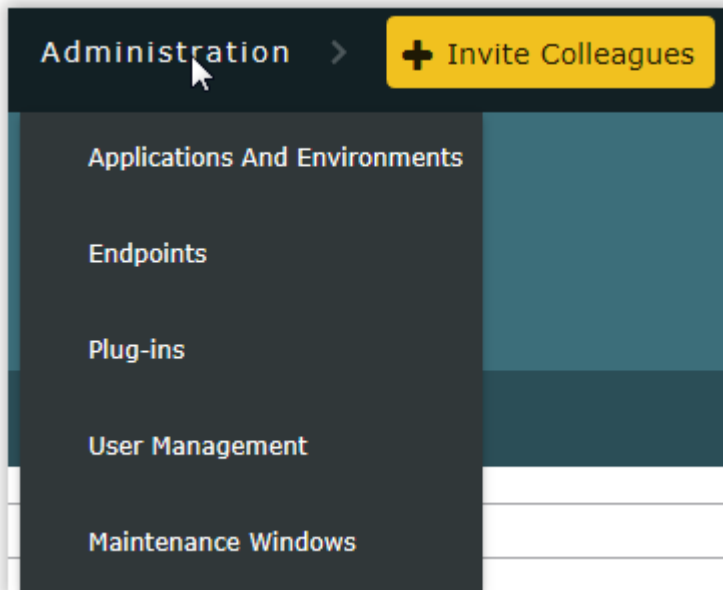 Administration > + Invite Colleagues
Applications And Environments
Endpoints
Plug-ins
User Management
Maintenance Windows